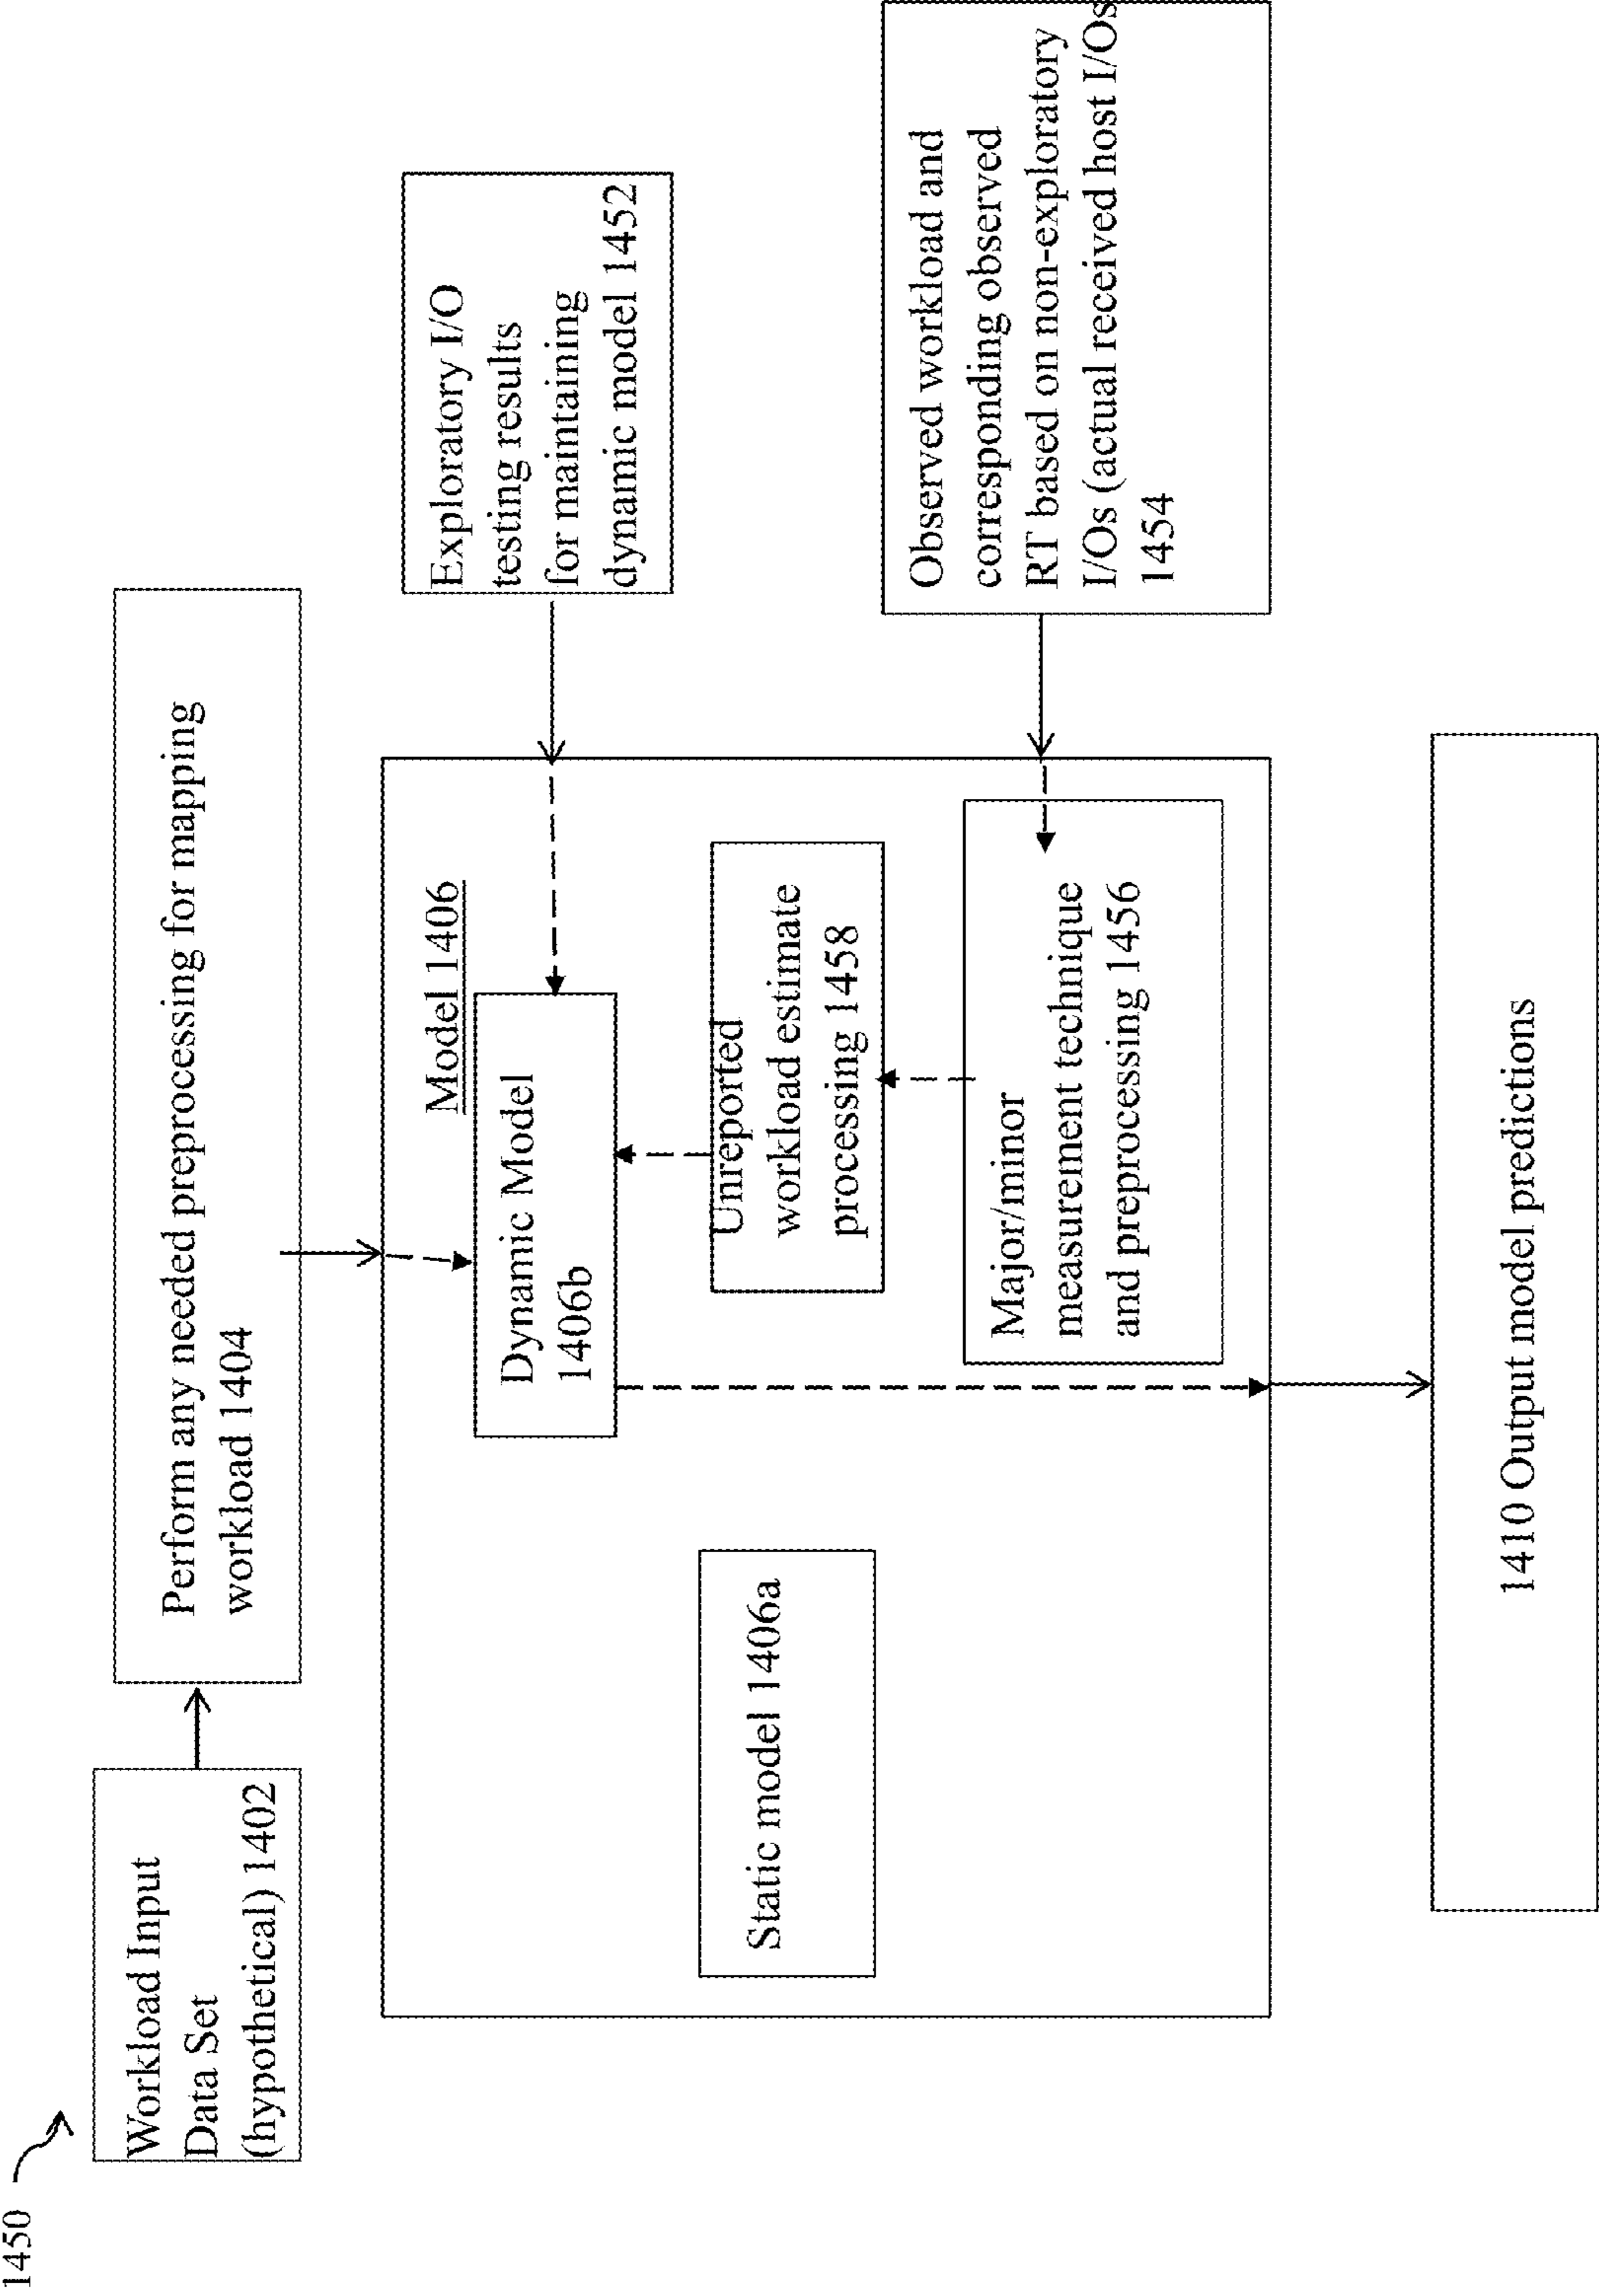 1450
Workload Input
Data Set
(hypothetical) 1402
Perform any needed preprocessing for mapping
workload 1404
Model 1406
Dynamic Model
1406b
Exploratory I/O
testing results
for maintaining
dynamic model 1452
Static model 1406a
Unreported
workload estimate
processing 1458
Major/minor
measurement technique
and preprocessing 1456
Observed workload and
corresponding observed
RT based on non-exploratory
I/Os (actual received host I/Os
1454
1410 Output model predictions